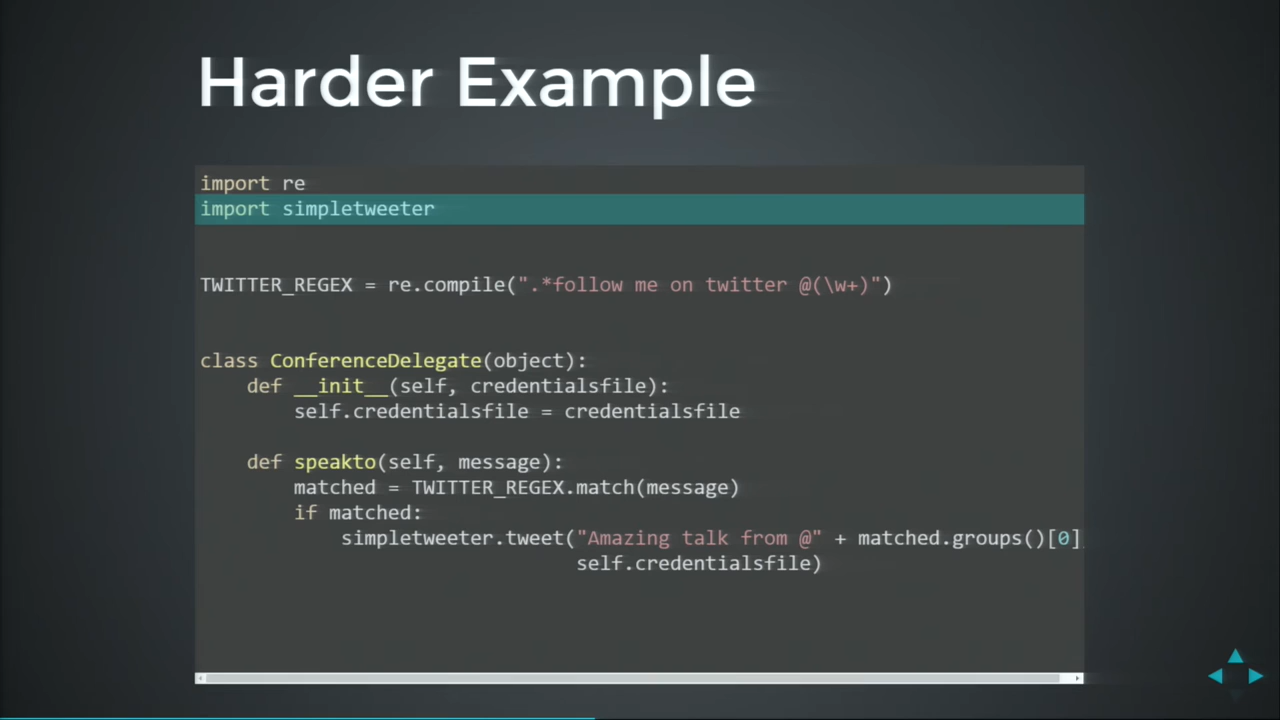 Harder Example
import re
import simpletweeter
TWITTER_REGEX = re.compile(".*follow me on twitter @(\w+)")
class ConferenceDelegate(object):
    def __init__(self, credentialsfile):
        self.credentialsfile = credentialsfile
    def speakto(self, message):
        matched = TWITTER_REGEX.match(message)
        if matched:
            simpletweeter.tweet("Amazing talk from @" + matched.groups()[0]
                                self.credentialsfile)